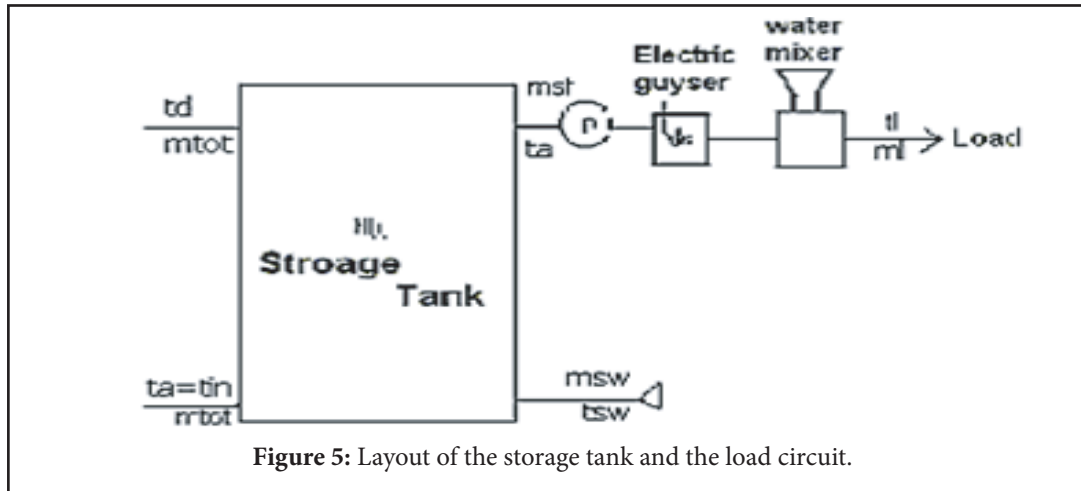 water
mixer
Electric
guyser
mst
td
mtot
ta
tl
ml
Load
Stroage
Tank
ta=tin
mtot
msw
tsw
Figure 5: Layout of the storage tank and the load circuit.